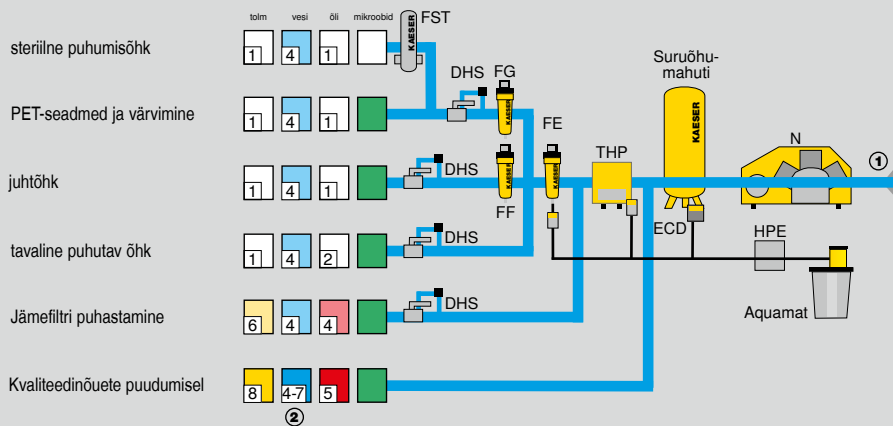 tolm vesi õli mikroobid
steriilne puhumisõhk 1 4 1 KAESER FST
PET-seadmed ja värvimine 1 4 1 DHS FG KAESER
juhtõhk 1 4 1 DHS KAESER FF FE KAESER THP
Suruõhu-
mahuti
KAESER
ECD
N
①
tavaline puhutav õhk 1 4 2 DHS
HPE
Aquamat
Jämefiltri puhastamine 6 4 4 DHS
Kvaliteedinõuete puudumisel 8 4-7 5
②